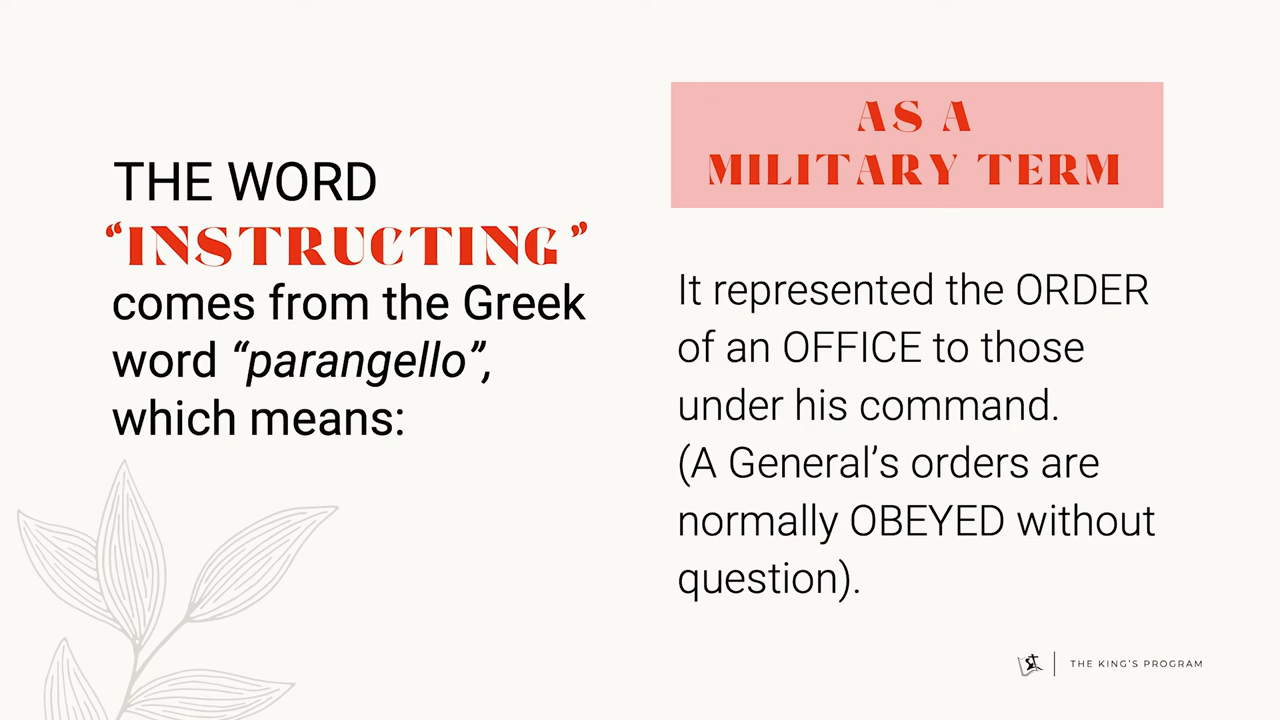 THE WORD
“INSTRUCTING”
comes from the Greek
word “parangello”,
which means:
AS A
MILITARY TERM
It represented the ORDER
of an OFFICE to those
under his command.
(A General’s orders are
normally OBEYED without
question).
THE KING’S PROGRAM